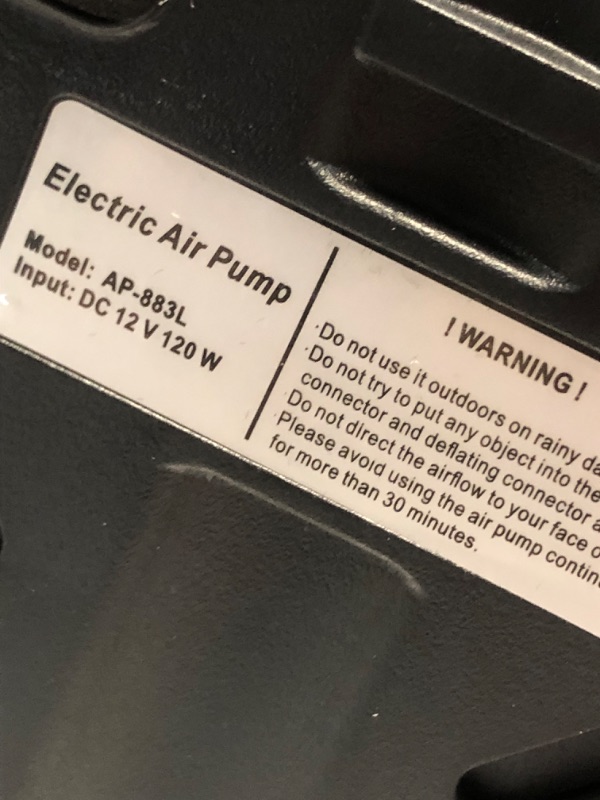 Electric Air Pump
Model: AP-883L
Input: DC 12 V 120 W
! WARNING !
·Do not use it outdoors on rainy
·Do not try to put any object into the
connector and deflating connector
·Do not direct the airflow to your face
·Please avoid using the air pump
for more than 30 minutes.